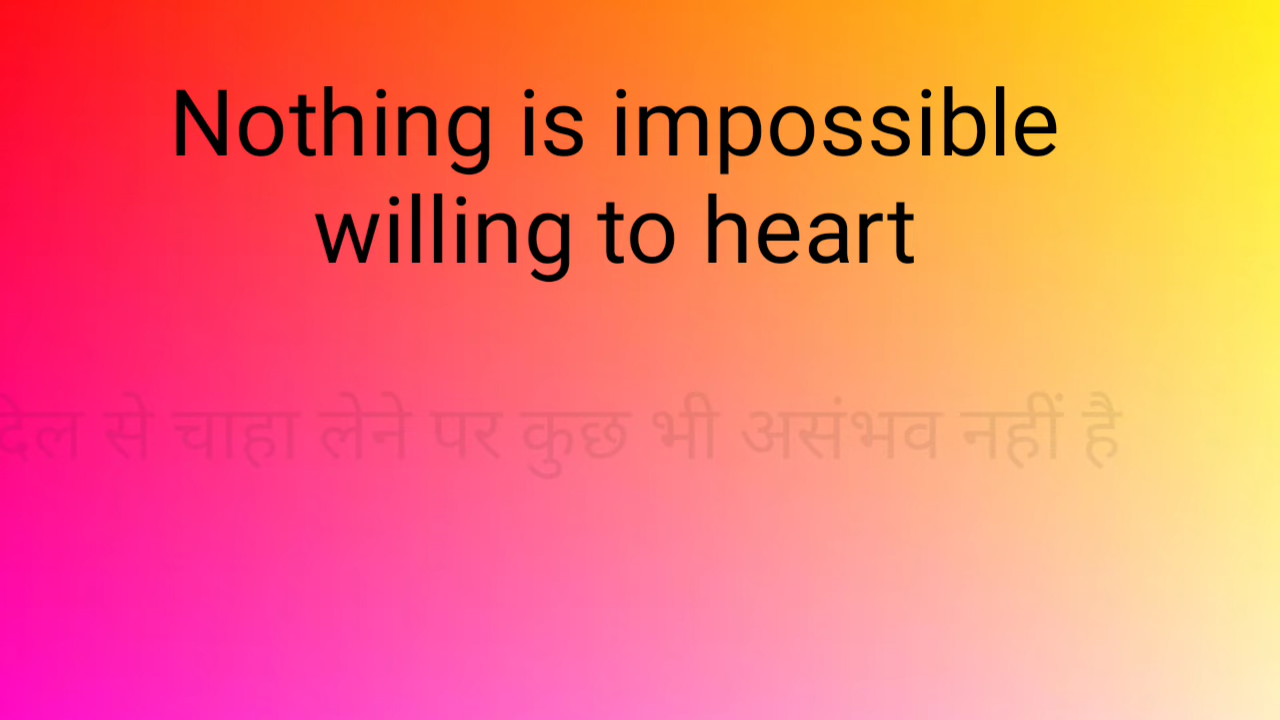 Nothing is impossible
willing to heart
से चाहा लेने पर कुछ भी असंभव नहीं है